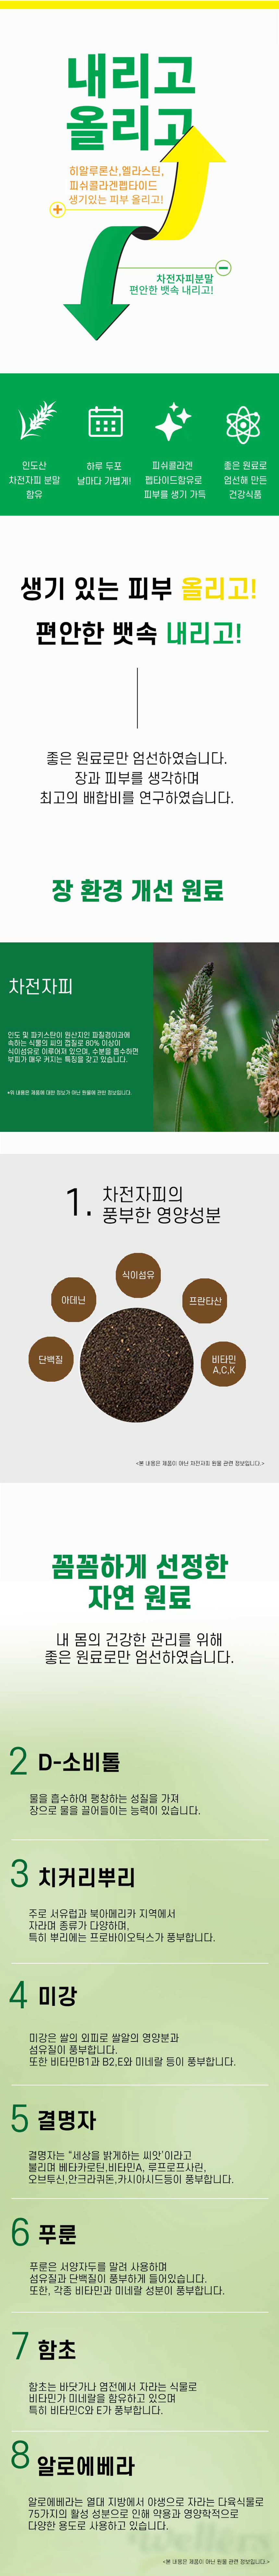 내리고
올리고
히알루론산,엘라스틴,
피쉬콜라겐펩타이드
생기있는 피부 올리고!
차전자피분말
편안한 뱃속 내리고!
인도산
차전자피 분말
함유
하루 두포
날마다 가볍게!
피쉬콜라겐
펩타이드함유로
피부를 생기 가득
좋은 원료로
엄선해 만든
건강식품
생기 있는 피부 올리고!
편안한 뱃속 내리고!
좋은 원료로만 엄선하였습니다.
장과 피부를 생각하며
최고의 배합비를 연구하였습니다.
장 환경 개선 원료
차전자피
인도 및 파키스탄이 원산지인 파질경이과에
속하는 식물의 씨의 껍질로 80% 이상이
식이섬유로 이루어져 있으며, 수분을 흡수하면
부피가 매우 커지는 특징을 갖고 있습니다.
*위 내용은 제품에 대한 정보가 아닌 원물에 관한 정보입니다.
1. 차전자피의
풍부한 영양성분
식이섬유
아데닌
프란타산
단백질
비타민
A,C,K
<본 내용은 제품이 아닌 차전자피 원물 관련 정보입니다.>
꼼꼼하게 선정한
자연 원료
내 몸의 건강한 관리를 위해
좋은 원료로만 엄선하였습니다.
2 D-소비톨
물을 흡수하여 팽창하는 성질을 가져
장으로 물을 끌어들이는 능력이 있습니다.
3 치커리뿌리
주로 서유럽과 북아메리카 지역에서
자라며 종류가 다양하며,
특히 뿌리에는 프로바이오틱스가 풍부합니다.
4 미강
미강은 쌀의 외피로 쌀알의 영양분과
섬유질이 풍부합니다.
또한 비타민B1과 B2,E와 미네랄 등이 풍부합니다.
5 결명자
결명자는 "세상을 밝게하는 씨앗'이라고
불리며 베타카로틴,비타민A, 루프로프사린,
오브투신,안크라퀴돈,카시아시드등이 풍부합니다.
6 푸룬
푸룬은 서양자두를 말려 사용하며
섬유질과 단백질이 풍부하게 들어있습니다.
또한, 각종 비타민과 미네랄 성분이 풍부합니다.
7 함초
함초는 바닷가나 염전에서 자라는 식물로
비타민가 미네랄을 함유하고 있으며
특히 비타민C와 E가 풍부합니다.
8 알로에베라
알로에베라는 열대 지방에서 야생으로 자라는 다육식물로
75가지의 활성 성분으로 인해 약용과 영양학적으로
다양한 용도로 사용하고 있습니다.
<본 내용은 제품이 아닌 원물 관련 정보입니다.>